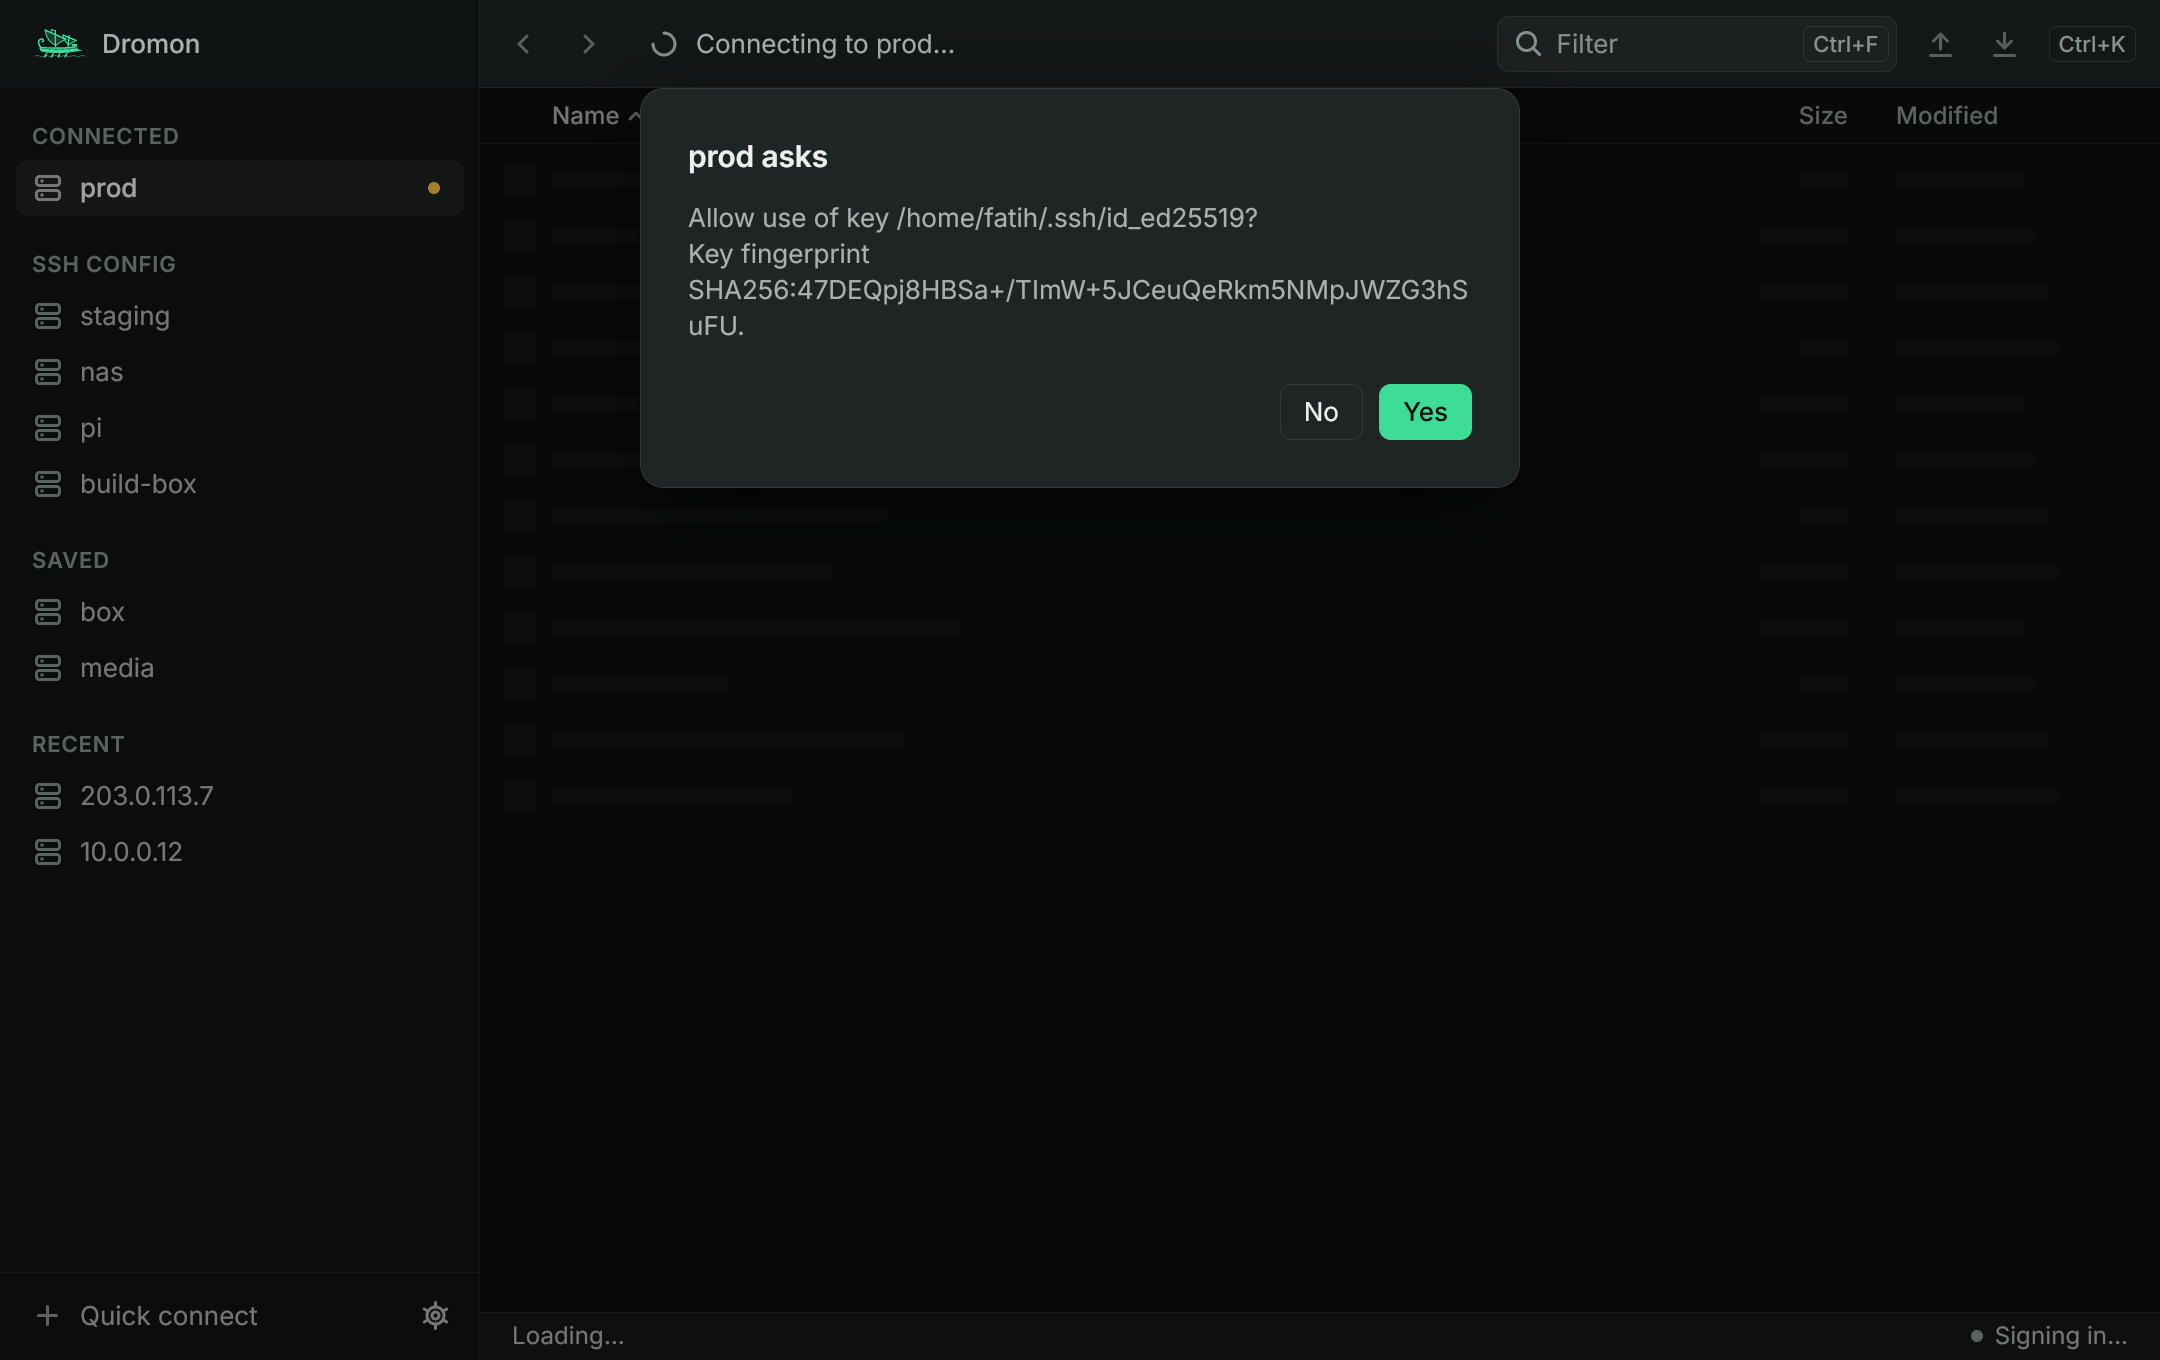 Dromon
Connecting to prod...
Filter
Ctrl+F
Ctrl+K
CONNECTED
prod
SSH CONFIG
staging
nas
pi
build-box
SAVED
box
media
RECENT
203.0.113.7
10.0.0.12
Quick connect
Name
Size
Modified
prod asks
Allow use of key /home/fatih/.ssh/id_ed25519?
Key fingerprint
SHA256:47DEQpj8HBSa+/TImW+5JCeuQeRkm5NMpJWZG3hS
uFU.
No
Yes
Loading...
Signing in...